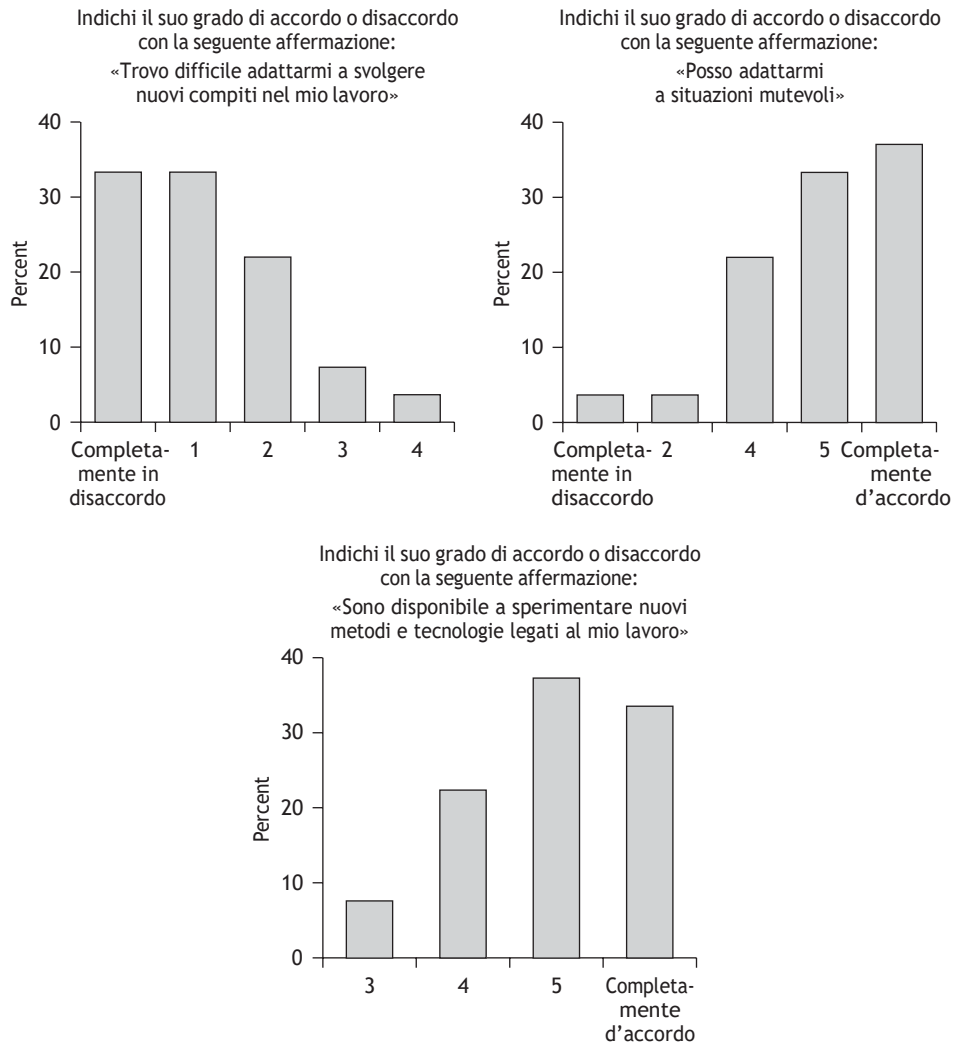 Indichi il suo grado di accordo o disaccordo
con la seguente affermazione:
«Trovo difficile adattarmi a svolgere
nuovi compiti nel mio lavoro»
40
30
20
10
0
Percent
Completa-
mente in
disaccordo
1
2
3
4
Indichi il suo grado di accordo o disaccordo
con la seguente affermazione:
«Posso adattarmi
a situazioni mutevoli»
40
30
20
10
0
Percent
Completa-
mente in
disaccordo
2
4
5
Completa-
mente
d’accordo
Indichi il suo grado di accordo o disaccordo
con la seguente affermazione:
«Sono disponibile a sperimentare nuovi
metodi e tecnologie legati al mio lavoro»
40
30
20
10
0
Percent
3
4
5
Completa-
mente
d’accordo